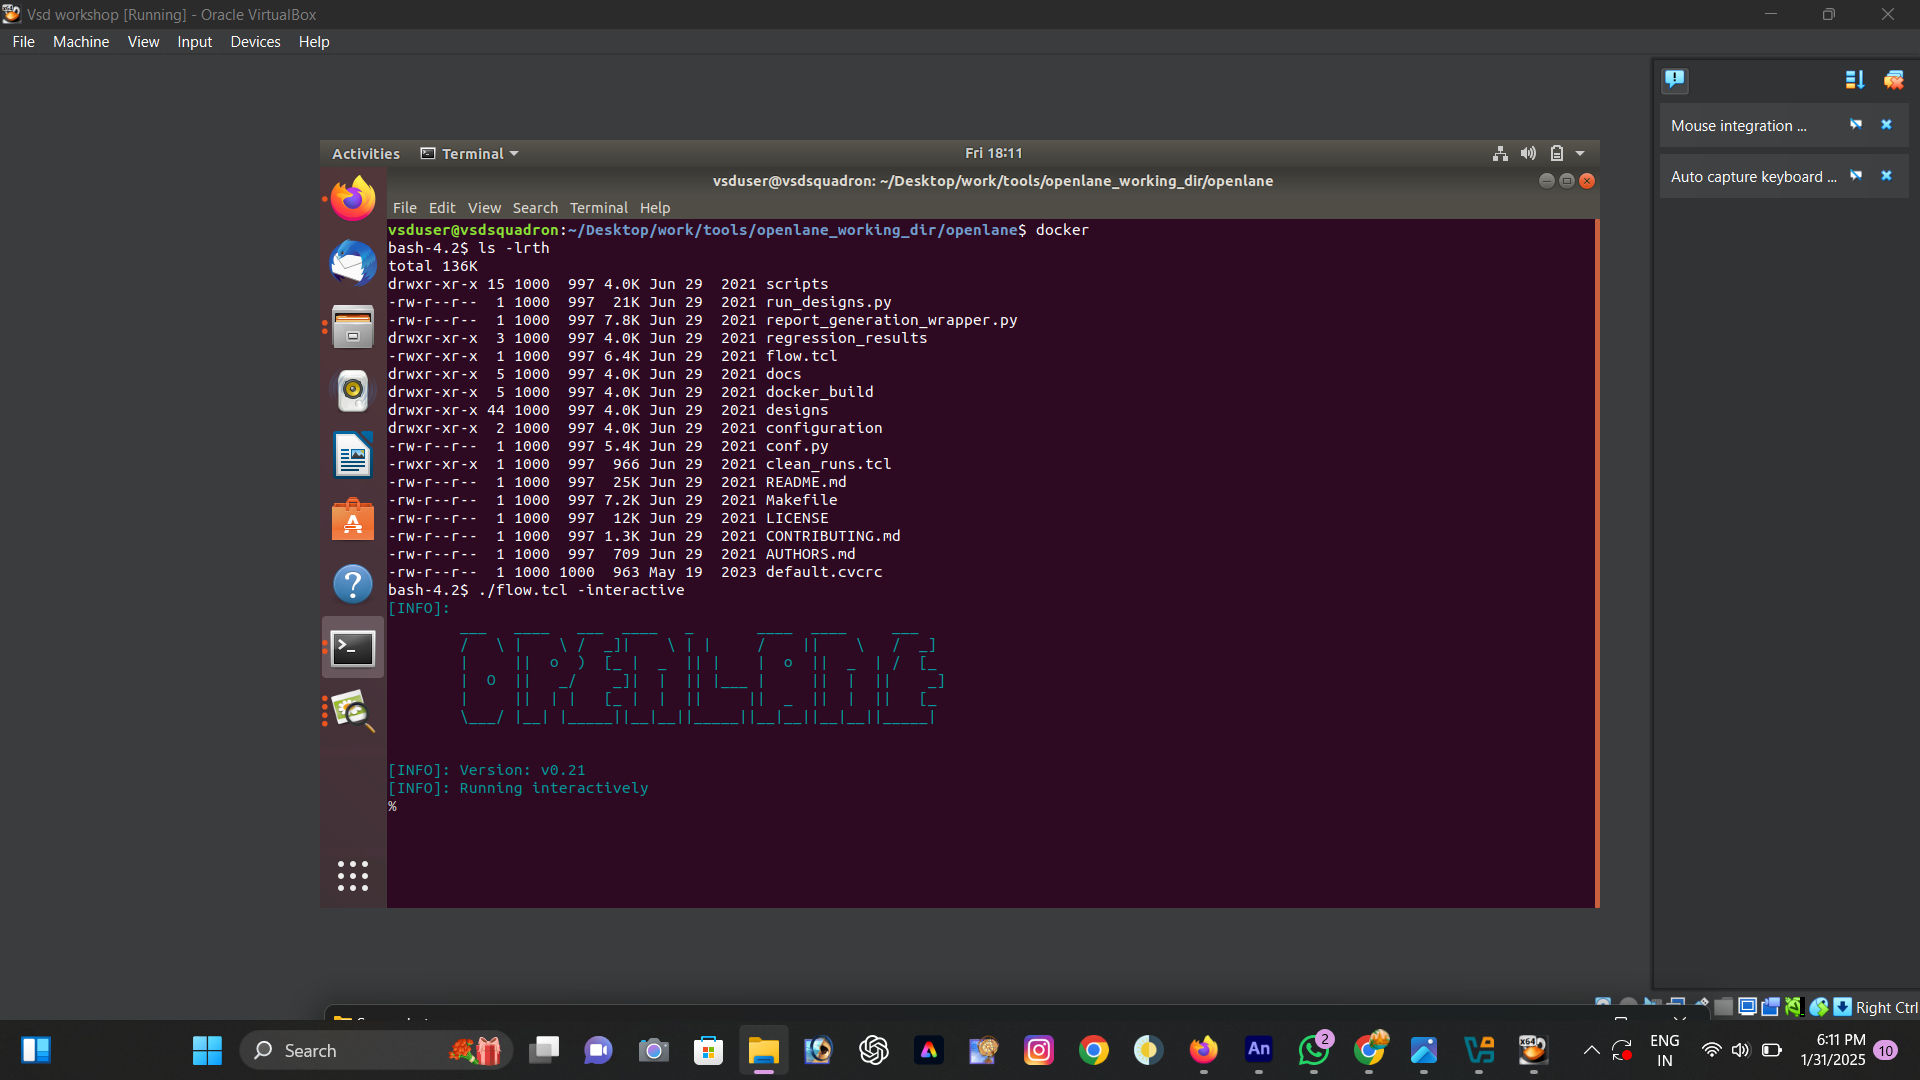 Vsd workshop [Running] - Oracle VirtualBox
File Machine View Input Devices Help
Mouse integration ...
Auto capture keyboard ...
Activities Terminal Fri 18:11
vsduser@vsdsquadron: ~/Desktop/work/tools/openlane_working_dir/openlane
File Edit View Search Terminal Help
vsduser@vsdsquadron:~/Desktop/work/tools/openlane_working_dir/openlane$ docker
bash-4.2$ ls -lrth
total 136K
drwxr-xr-x 15 1000  997 4.0K Jun 29  2021 scripts
-rw-r--r--  1 1000  997  21K Jun 29  2021 run_designs.py
-rw-r--r--  1 1000  997 7.8K Jun 29  2021 report_generation_wrapper.py
drwxr-xr-x  3 1000  997 4.0K Jun 29  2021 regression_results
-rwxr-xr-x  1 1000  997 6.4K Jun 29  2021 flow.tcl
drwxr-xr-x  5 1000  997 4.0K Jun 29  2021 docs
drwxr-xr-x  5 1000  997 4.0K Jun 29  2021 docker_build
drwxr-xr-x 44 1000  997 4.0K Jun 29  2021 designs
drwxr-xr-x  2 1000  997 4.0K Jun 29  2021 configuration
-rw-r--r--  1 1000  997 5.4K Jun 29  2021 conf.py
-rwxr-xr-x  1 1000  997  966 Jun 29  2021 clean_runs.tcl
-rw-r--r--  1 1000  997  25K Jun 29  2021 README.md
-rw-r--r--  1 1000  997 7.2K Jun 29  2021 Makefile
-rw-r--r--  1 1000  997  12K Jun 29  2021 LICENSE
-rw-r--r--  1 1000  997 1.3K Jun 29  2021 CONTRIBUTING.md
-rw-r--r--  1 1000  997  709 Jun 29  2021 AUTHORS.md
-rw-r--r--  1 1000 1000  963 May 19  2023 default.cvcrc
bash-4.2$ ./flow.tcl -interactive
[INFO]:
OPENLANE
[INFO]: Version: v0.21
[INFO]: Running interactively
%
Right Ctrl
Search
An
2
ENG
IN
6:11 PM
1/31/2025
10